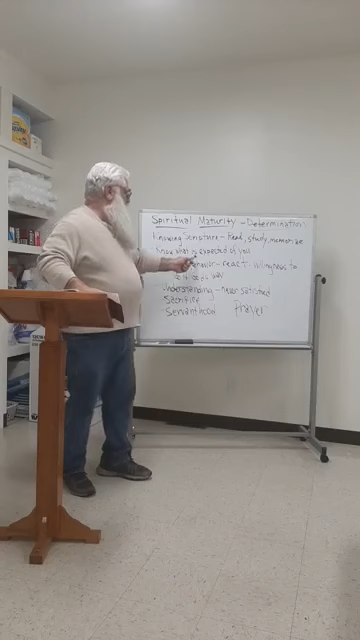 Spiritual Maturity - Determination
Knowing Scripture - Read, study, memorize
Know what is expected of you
Behavior - react - willingness to
Understanding - never satisfied
Sacrifice
Servanthood Prayer